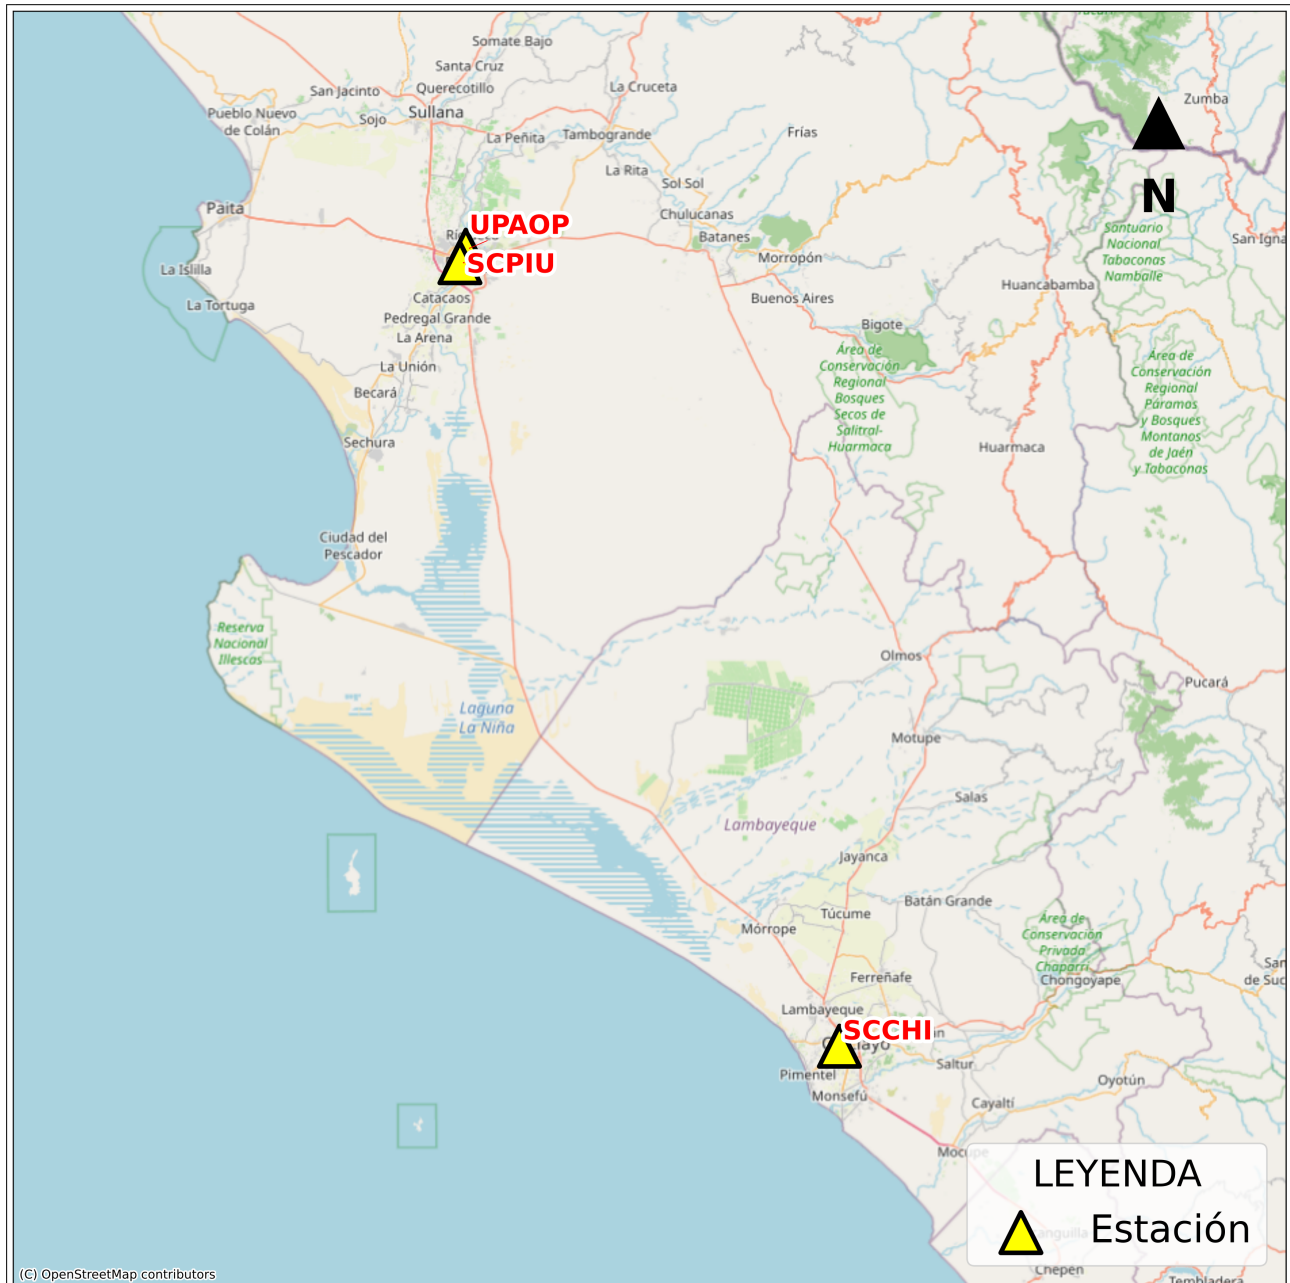 Somate Bajo
Santa Cruz
Querecotillo
La Cruceta
San Jacinto
Zumba
Pueblo Nuevo
de Colán
Sullana
Sojo
La Peñita
Tambogrande
Frías
La Rita
Sol Sol
N
Paita
Chulucanas
UPAOP
Batanes
Santuario
Nacional
Tabaconas
Namballe
San Igna
SCPIU
Morropón
La Islilla
Huancabamba
La Tortuga
Catacaos
Buenos Aires
Pedregal Grande
Bigote
La Arena
Área de
Conservación
Regional
Bosques
Secos de
Salitral-
Huarmaca
Área de
Conservación
Regional
Páramos
y Bosques
Montanos
de Jaén
y Tabaconas
La Unión
Becará
Sechura
Huarmaca
Ciudad del
Pescador
Reserva
Nacional
Illescas
Olmos
Pucará
Laguna
La Niña
Motupe
Salas
Lambayeque
Jayanca
Batán Grande
Túcume
Mórrope
Área de
Conservación
Privada
Chaparrí
Ferreñafe
Chongoyape
San
de Suc
Lambayeque
SCCHI
Saltur
Pimentel
Oyotún
Monsefú
Cayaltí
LEYENDA
Estación
Chepén
Tembladera
(C) OpenStreetMap contributors